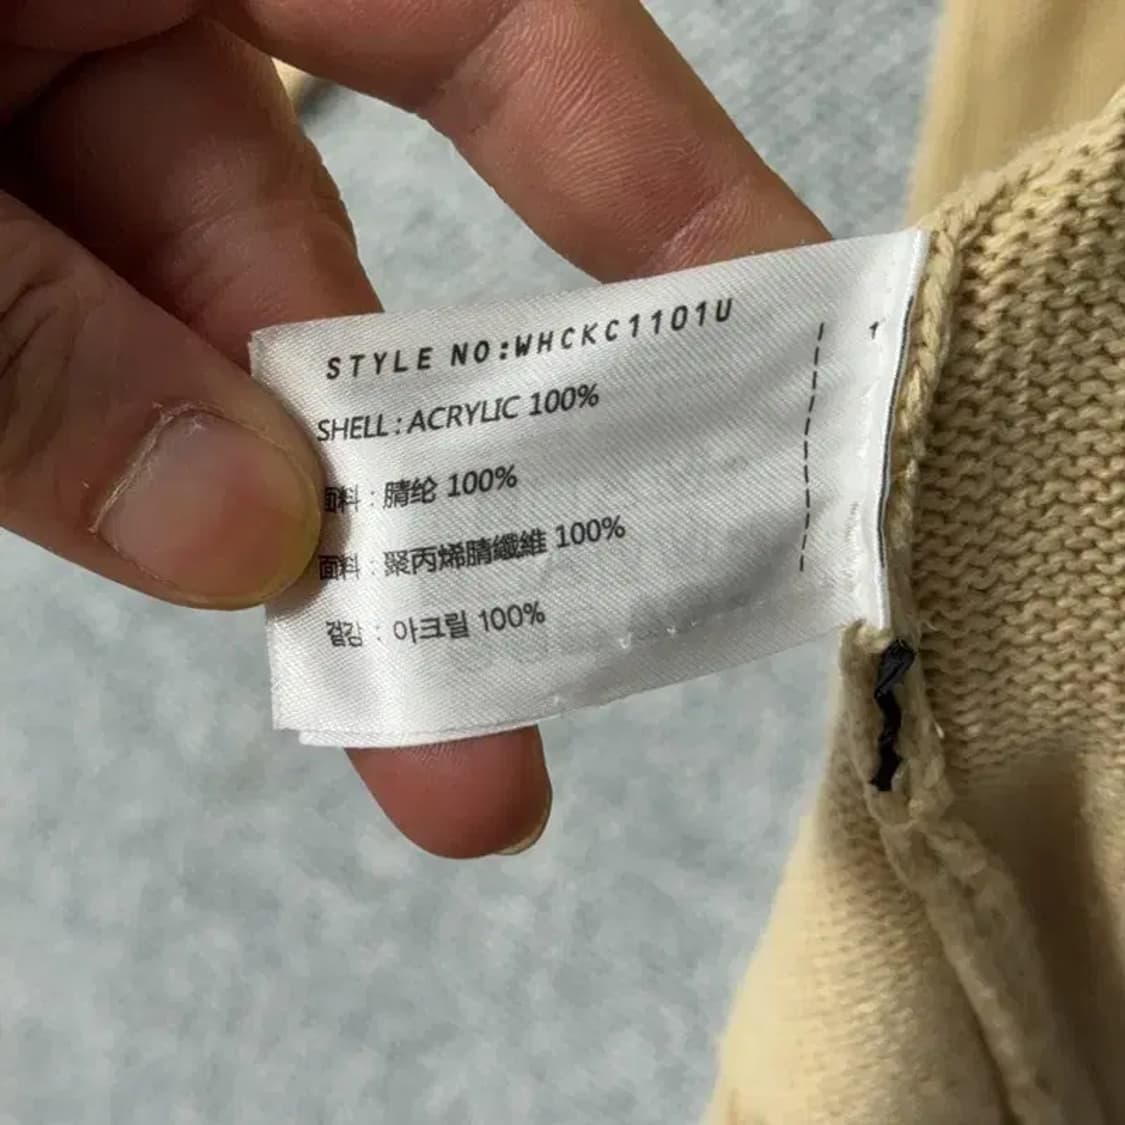 STYLE NO:WHCKC1101U
SHELL : ACRYLIC 100%
面料 : 腈纶 100%
面料 : 聚丙烯腈纖維 100%
겉감 : 아크릴 100%